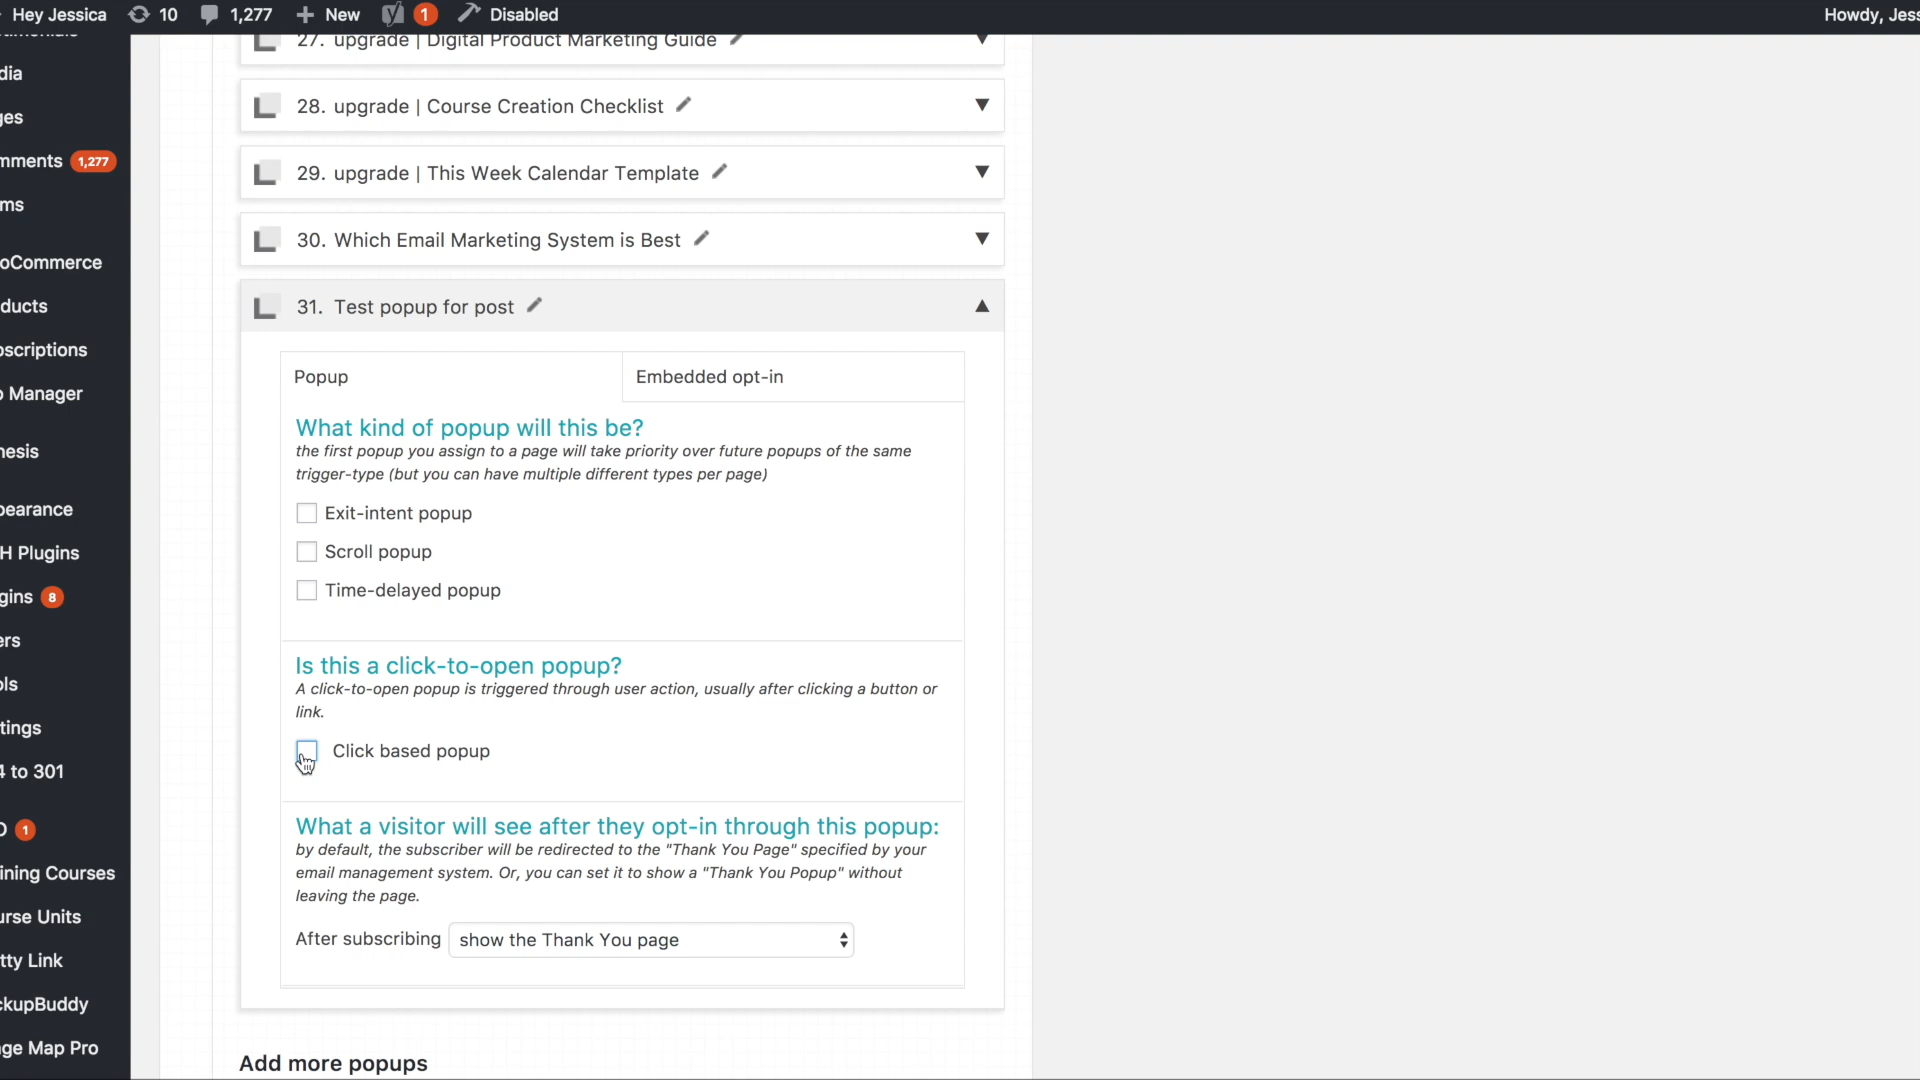 Hey Jessica 10 1,277 New 1 Disabled Howdy, Jess
dia
ges
mments 1,277
ms
oCommerce
ducts
oscriptions
o Manager
nesis
pearance
H Plugins
gins 8
ers
ols
tings
4 to 301
O 1
ining Courses
urse Units
tty Link
ckupBuddy
ge Map Pro
27. upgrade | Digital Product Marketing Guide
28. upgrade | Course Creation Checklist
29. upgrade | This Week Calendar Template
30. Which Email Marketing System is Best
31. Test popup for post
Popup
Embedded opt-in
What kind of popup will this be?
the first popup you assign to a page will take priority over future popups of the same
trigger-type (but you can have multiple different types per page)
Exit-intent popup
Scroll popup
Time-delayed popup
Is this a click-to-open popup?
A click-to-open popup is triggered through user action, usually after clicking a button or
link.
Click based popup
What a visitor will see after they opt-in through this popup:
by default, the subscriber will be redirected to the "Thank You Page" specified by your
email management system. Or, you can set it to show a "Thank You Popup" without
leaving the page.
After subscribing show the Thank You page
Add more popups